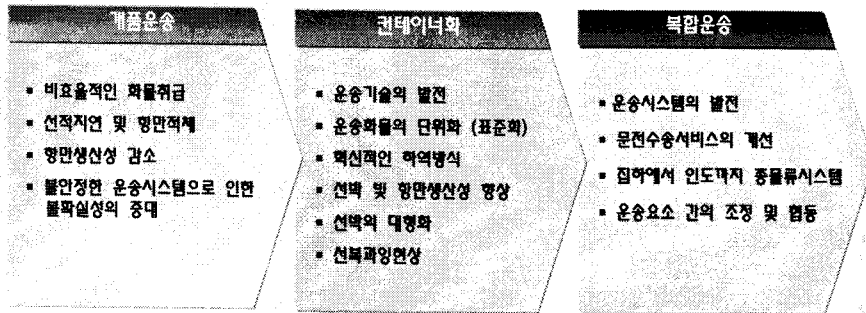 개품운송
▪ 비효율적인 화물취급
▪ 선적지연 및 항만적체
▪ 항만생산성 감소
▪ 불안정한 운송시스템으로 인한
불확실성의 증대
컨테이너화
▪ 운송기술의 발전
▪ 운송화물의 단위화 (표준화)
▪ 혁신적인 하역방식
▪ 선박 및 항만생산성 향상
▪ 선박의 대형화
▪ 선복과잉현상
복합운송
▪ 운송시스템의 발전
▪ 문전수송서비스의 개선
▪ 집하에서 인도까지 총물류시스템
▪ 운송요소 간의 조정 및 협동